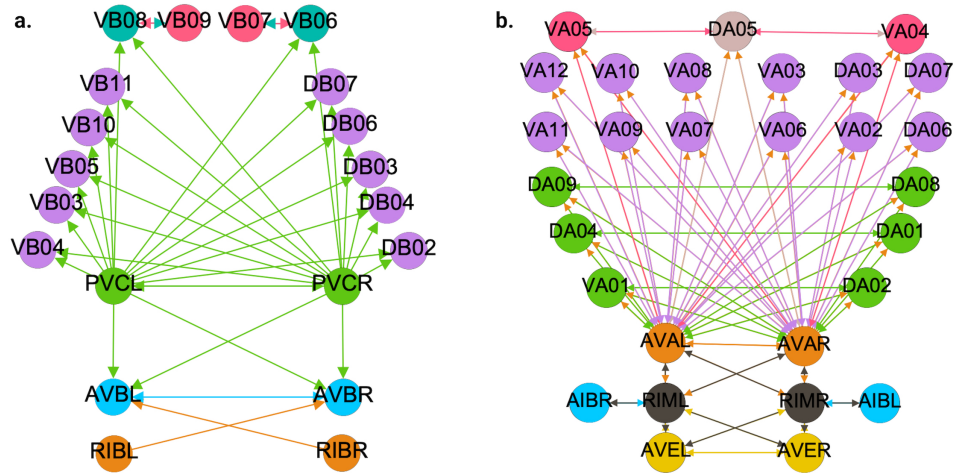 a.
VB08 VB09 VB07 VB06
VB11 DB07
VB10 DB06
VB05 DB03
VB03 DB04
VB04 DB02
PVCL PVCR
AVBL AVBR
RIBL RIBR
b.
VA05 DA05 VA04
VA12 VA10 VA08 VA03 DA03 DA07
VA11 VA09 VA07 VA06 VA02 DA06
DA09 DA08
DA04 DA01
VA01 DA02
AVAL AVAR
AIBR RIML RIMR AIBL
AVEL AVER